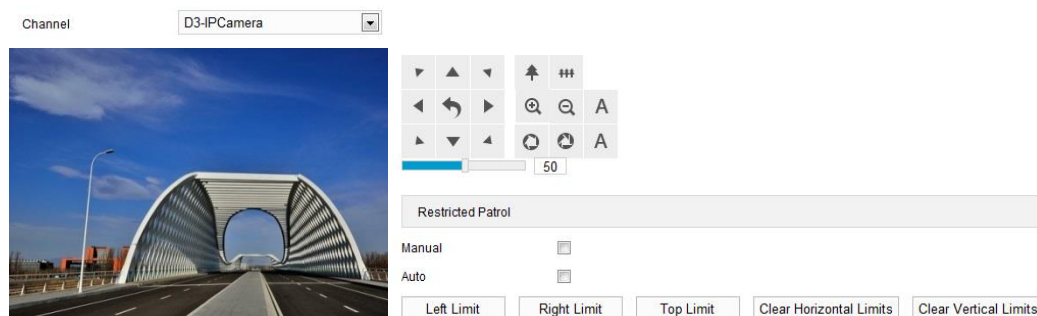 Channel D3-IPCamera
A
A
50
Restricted Patrol
Manual
Auto
Left Limit Right Limit Top Limit Clear Horizontal Limits Clear Vertical Limits